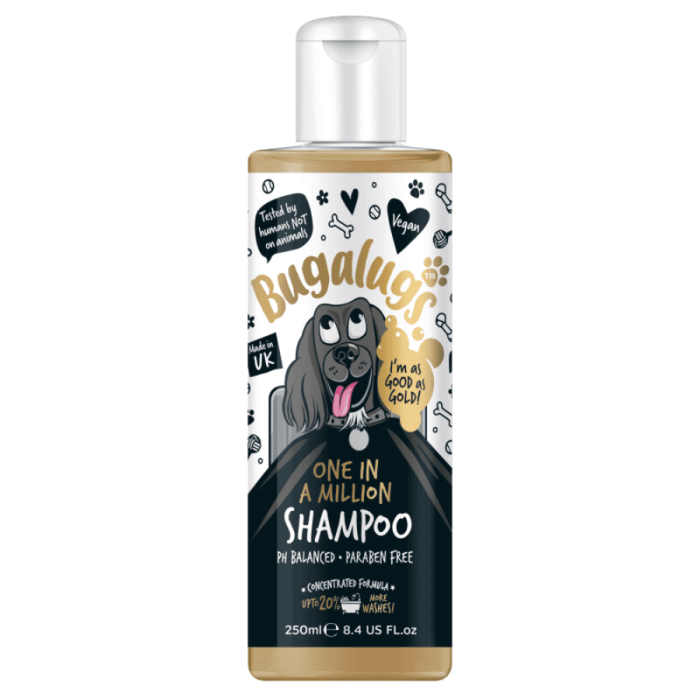 Tested by
humans NOT
on animals
Vegan
Bugalugs TM
Made in
UK
I'm as
GOOD as
GOLD!
ONE IN
A MILLION
SHAMPOO
PH BALANCED • PARABEN FREE
* CONCENTRATED FORMULA *
UPTO 20% MORE
WASHES!
250ml ℮ 8.4 US FL.oz